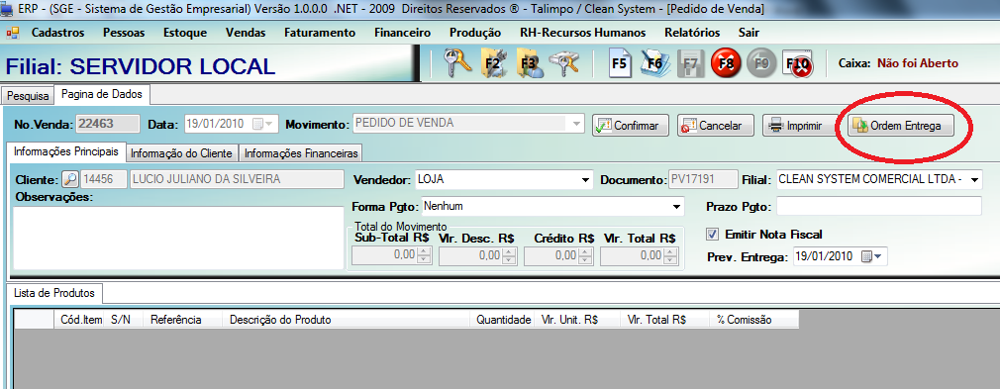 ERP - (SGE - Sistema de Gestão Empresarial) Versão 1.0.0.0 .NET - 2009 Direitos Reservados ® - Talimpo / Clean System - [Pedido de Venda]
Cadastros Pessoas Estoque Vendas Faturamento Financeiro Produção RH-Recursos Humanos Relatórios Sair
Filial: SERVIDOR LOCAL F2 F3 F5 F6 F7 F8 F9 F10 Caixa: Não foi Aberto
Pesquisa Pagina de Dados
No.Venda: 22463 Data: 19/01/2010 Movimento: PEDIDO DE VENDA Confirmar Cancelar Imprimir Ordem Entrega
Informações Principais Informação do Cliente Informações Financeiras
Cliente: 14456 LUCIO JULIANO DA SILVEIRA Vendedor: LOJA Documento: PV17191 Filial: CLEAN SYSTEM COMERCIAL LTDA -
Observações: Forma Pgto: Nenhum Prazo Pgto:
Total do Movimento
Sub-Total R$ Vlr. Desc. R$ Crédito R$ Vlr. Total R$ Emitir Nota Fiscal
0,00 0,00 0,00 0,00 Prev. Entrega: 19/01/2010
Lista de Produtos
Cód.Item S/N Referência Descrição do Produto Quantidade Vlr. Unit. R$ Vlr. Total R$ % Comissão